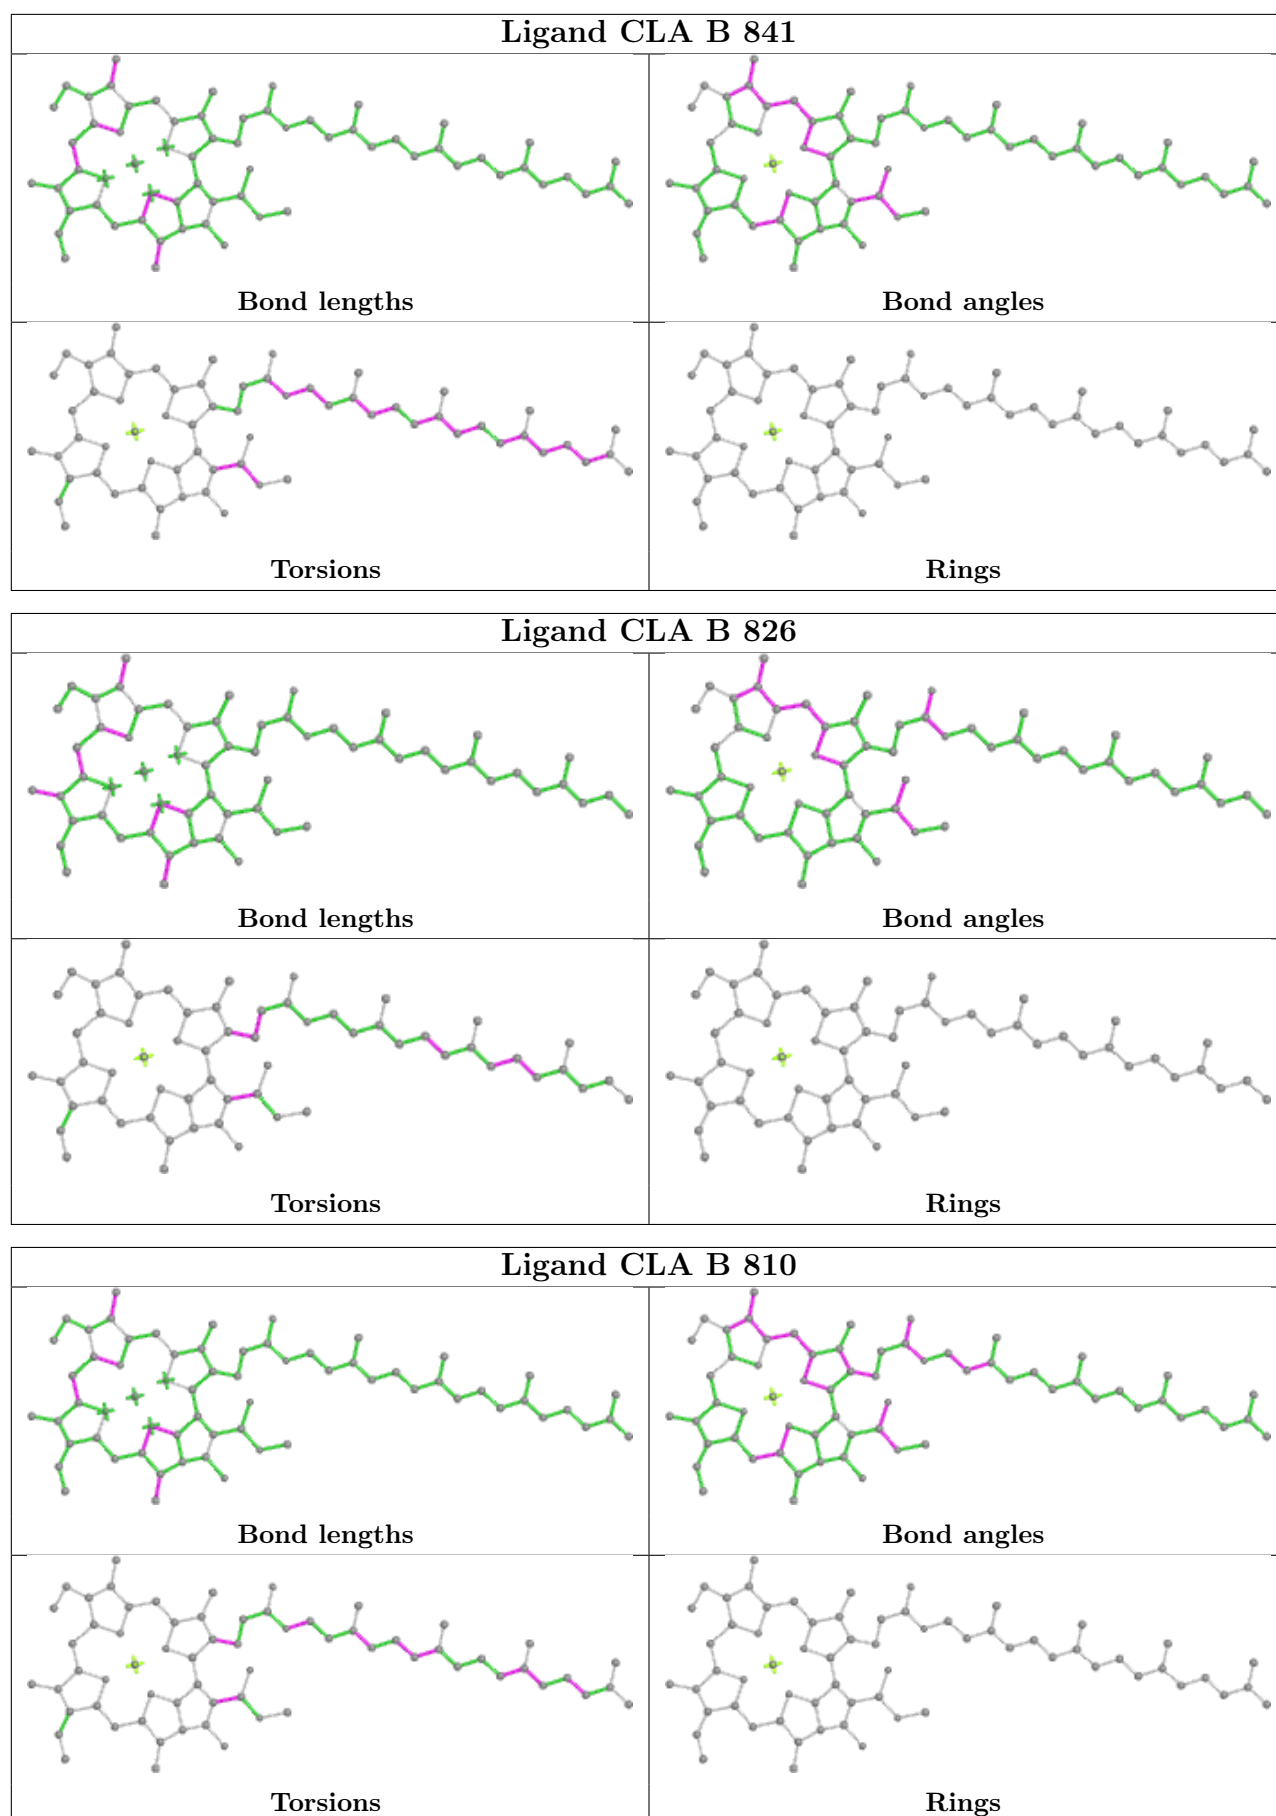 Ligand CLA B 841
Bond lengths
Bond angles
Torsions
Rings
Ligand CLA B 826
Bond lengths
Bond angles
Torsions
Rings
Ligand CLA B 810
Bond lengths
Bond angles
Torsions
Rings